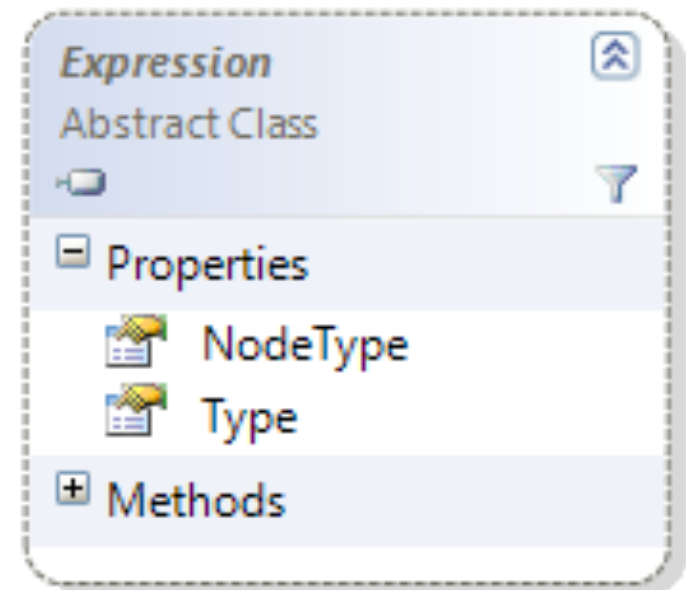 Expression
Abstract Class
Properties
NodeType
Type
Methods